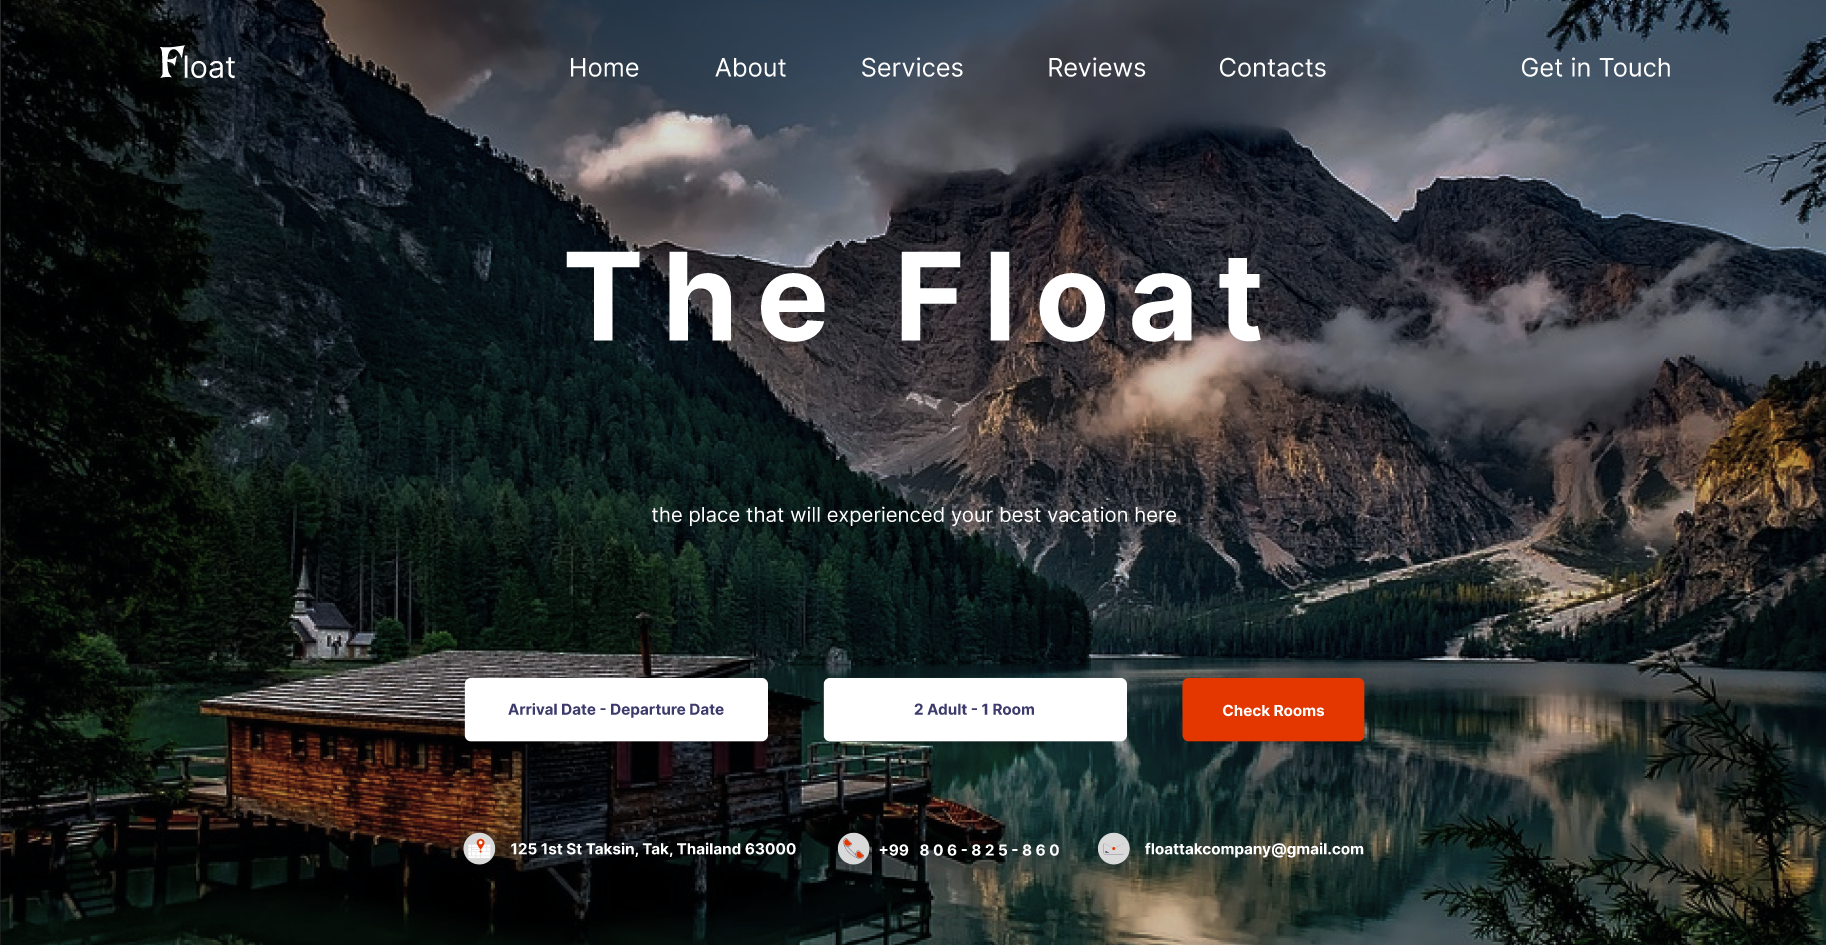 Float
Home About Services Reviews Contacts Get in Touch
The Float
the place that will experienced your best vacation here
Arrival Date - Departure Date
2 Adult - 1 Room
Check Rooms
125 1st St Taksin, Tak, Thailand 63000
+99 806-825-860
floattakcompany@gmail.com